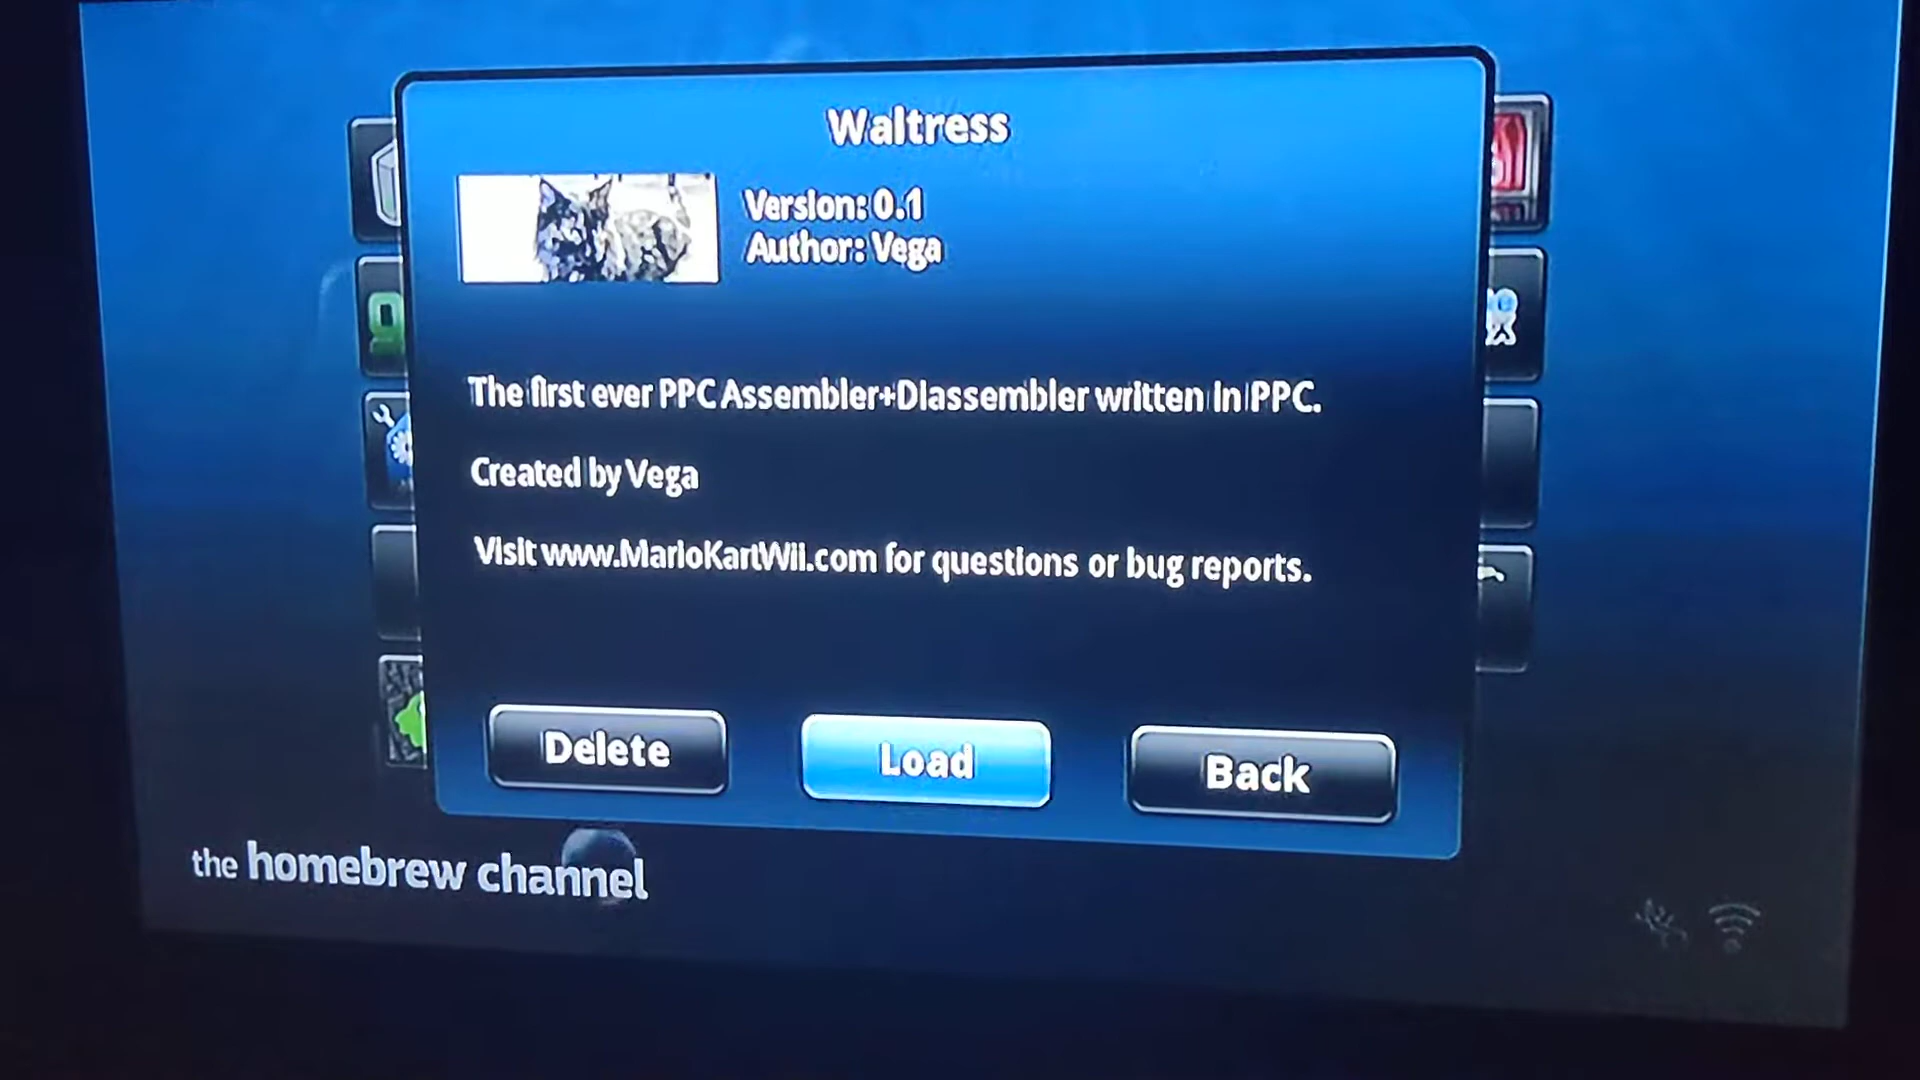 Waltress
Version: 0.1
Author: Vega
The first ever PPC Assembler+Diassembler written in PPC.
Created by Vega
Visit www.MarioKartWii.com for questions or bug reports.
Delete
Load
Back
the homebrew channel